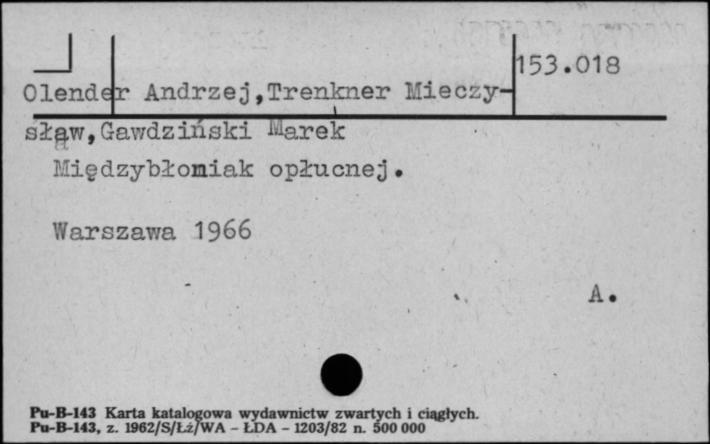 153.018
Olender Andrzej,Trenkner Mieczy-
sław,Gawdziński Marek
Międzybłoniak opłucnej.
Warszawa 1966
A.
Pu-B-143 Karta katalogowa wydawnictw zwartych i ciągłych.
Pu-B-143, z. 1962/S/Łż/WA – ŁDA – 1203/82 n. 500 000